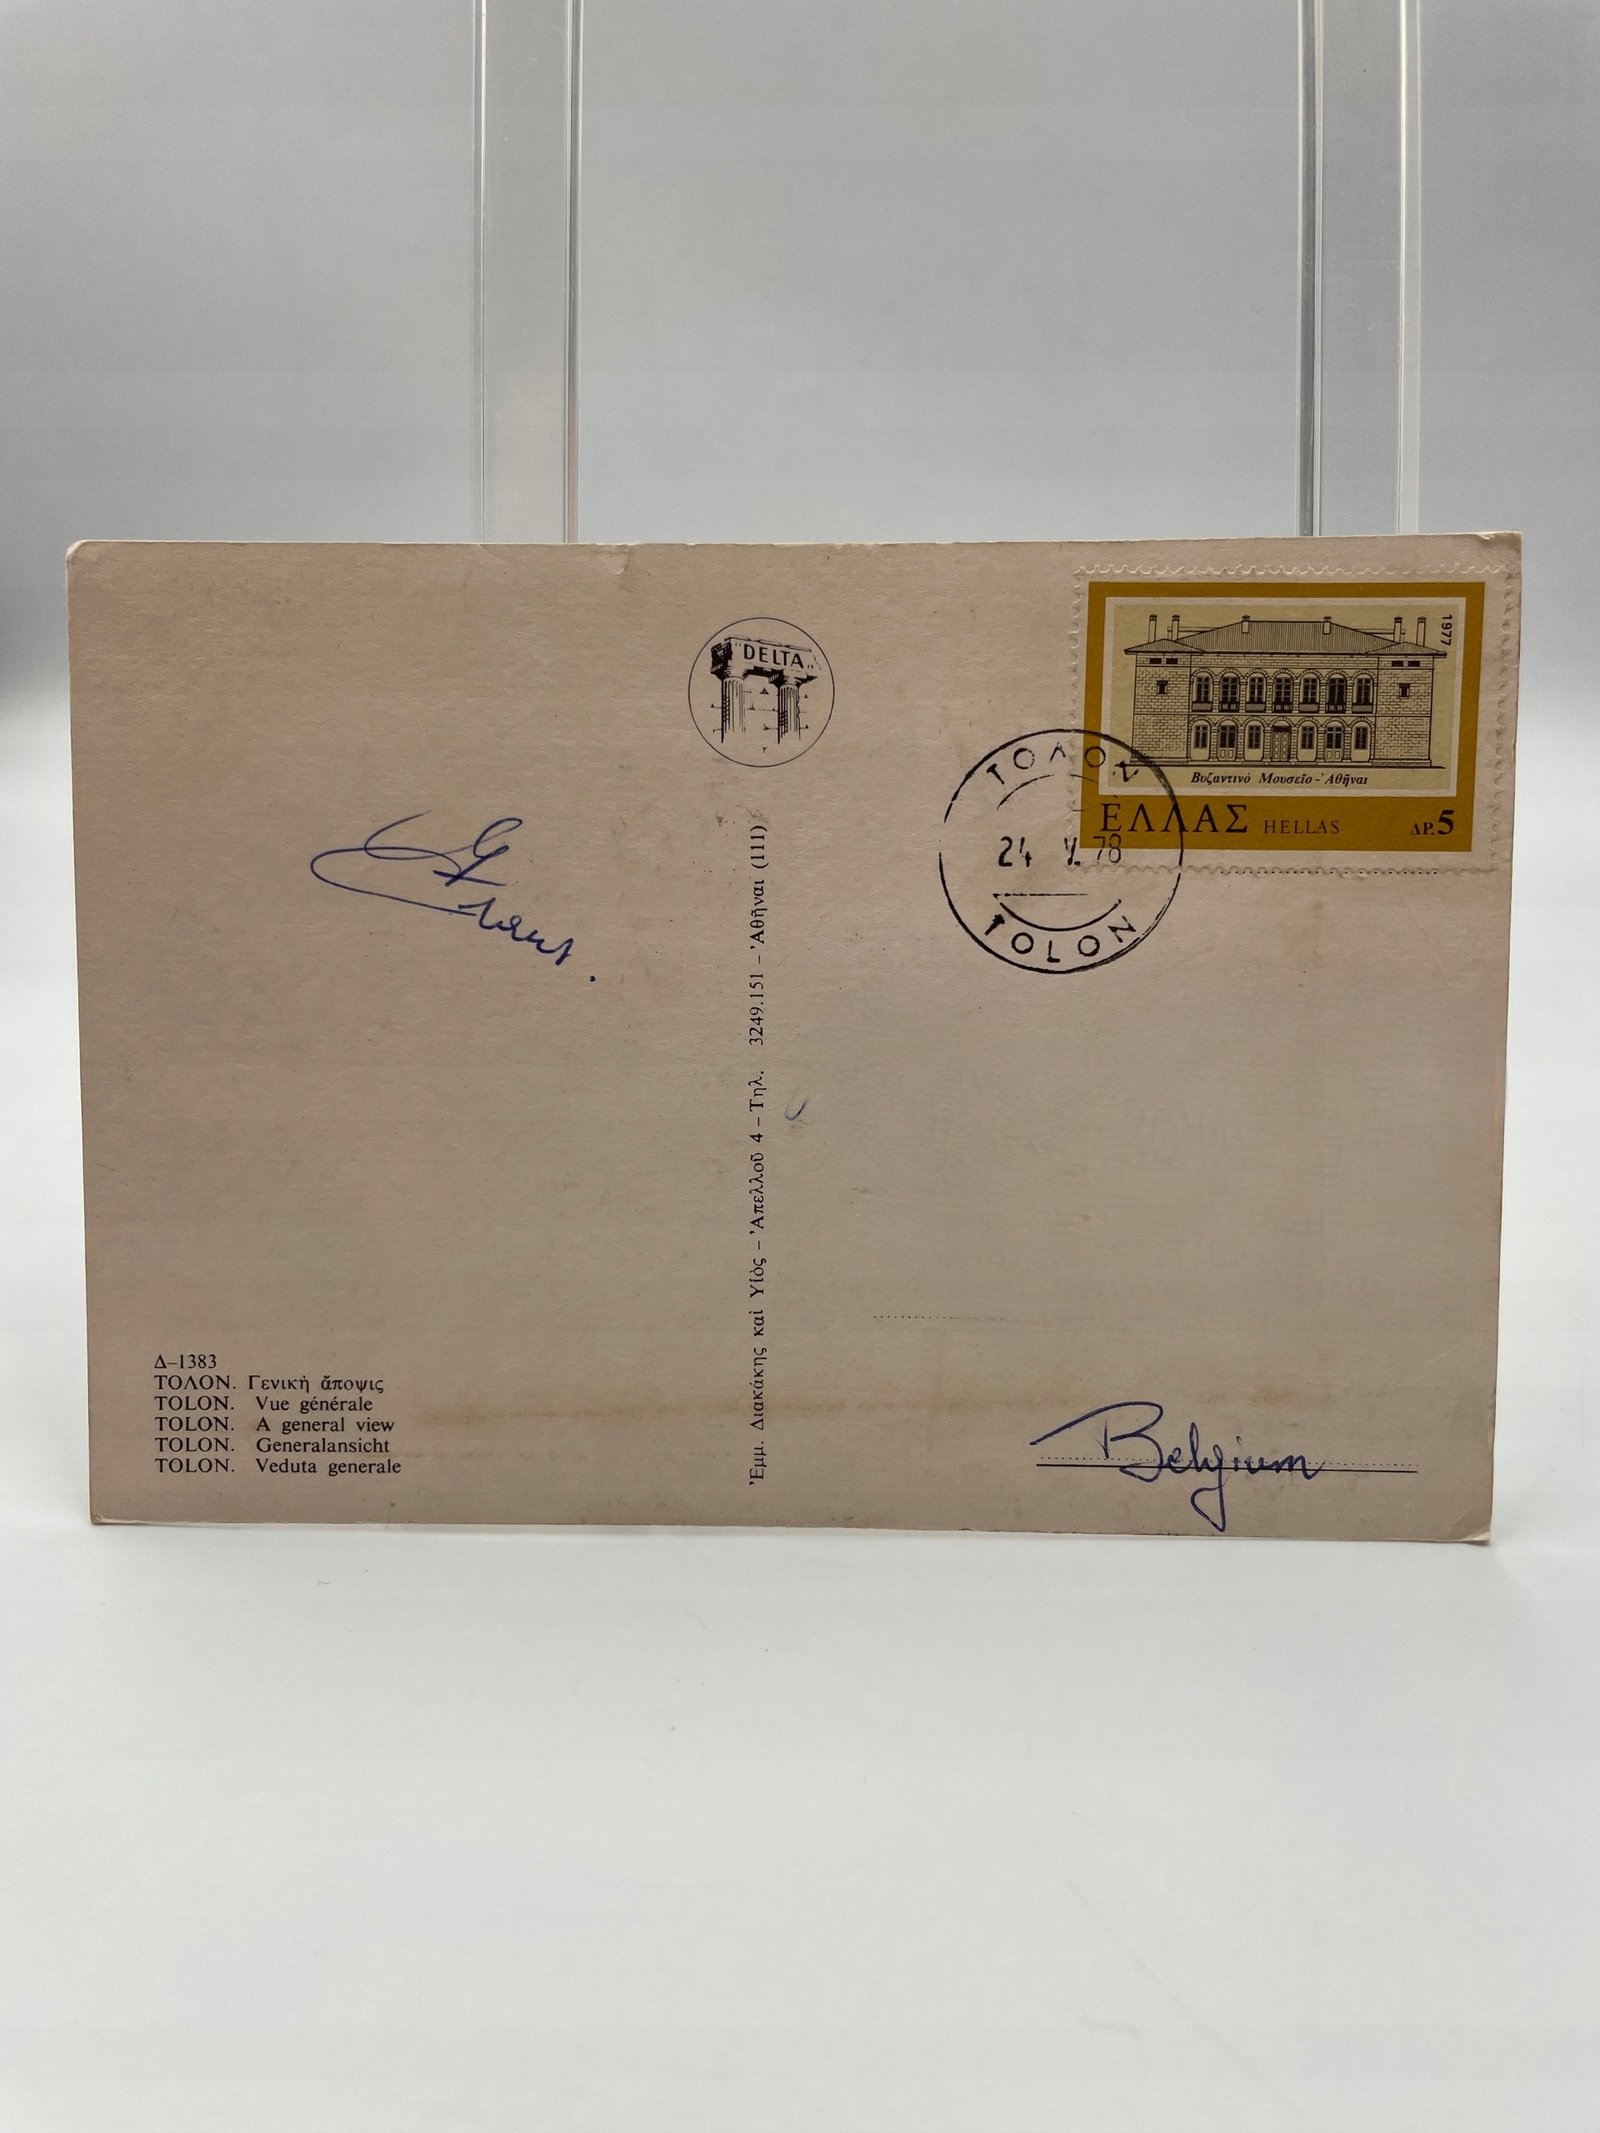 "DELTA"
1977
Βυζαντινὸ Μουσεῖο - Ἀθῆναι
ΕΛΛΑΣ HELLAS ΔΡ. 5
ΤΟΛΟΝ
24 V. 78
TOLON
Ἐμμ. Διακάκης καὶ Υἱὸς – Ἀπελλοῦ 4 – Τηλ. 3249.151 – Ἀθῆναι (111)
Δ–1383
ΤΟΛΟΝ. Γενικὴ ἄποψις
TOLON. Vue générale
TOLON. A general view
TOLON. Generalansicht
TOLON. Veduta generale
Belgium